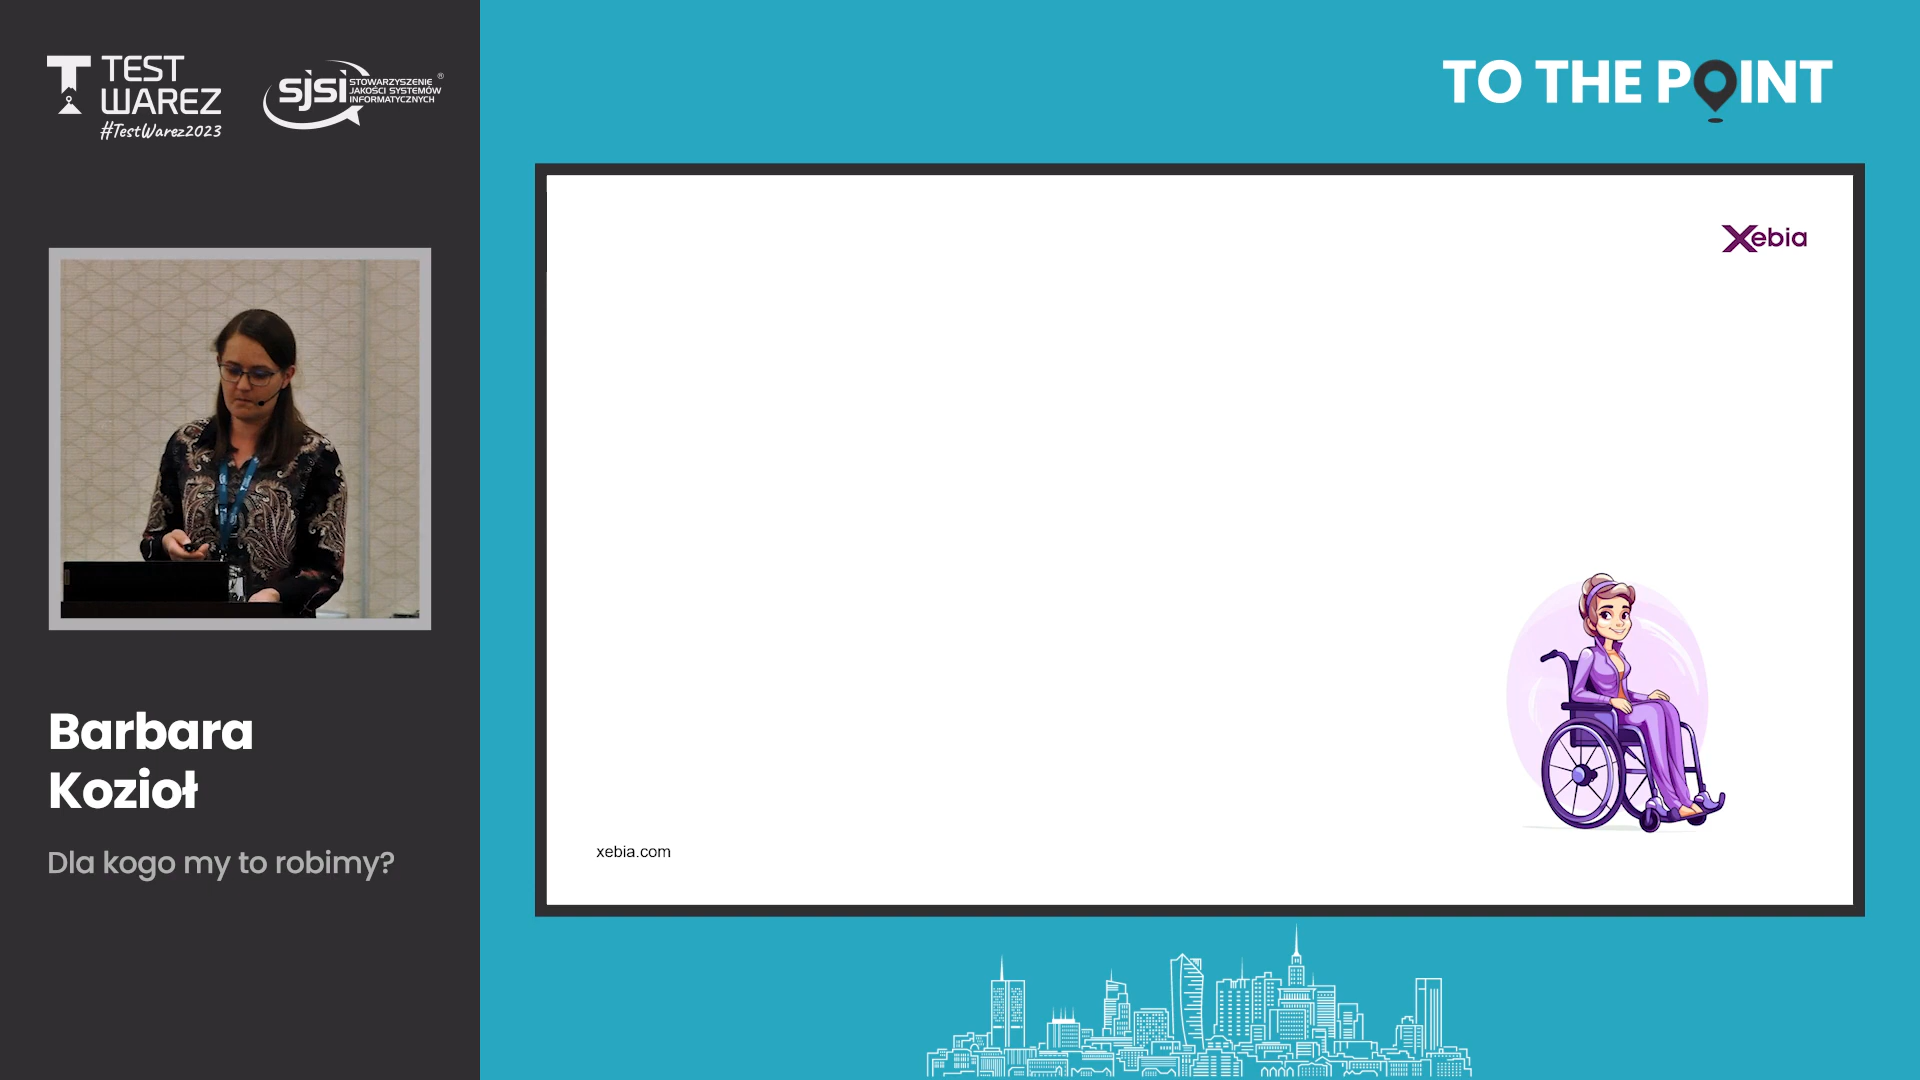 TEST
WAREZ
#TestWarez2023
sjsi
STOWARZYSZENIE
JAKOŚCI SYSTEMÓW
INFORMATYCZNYCH
®
TO THE POINT
Xebia
Barbara
Kozioł
Dla kogo my to robimy?
xebia.com